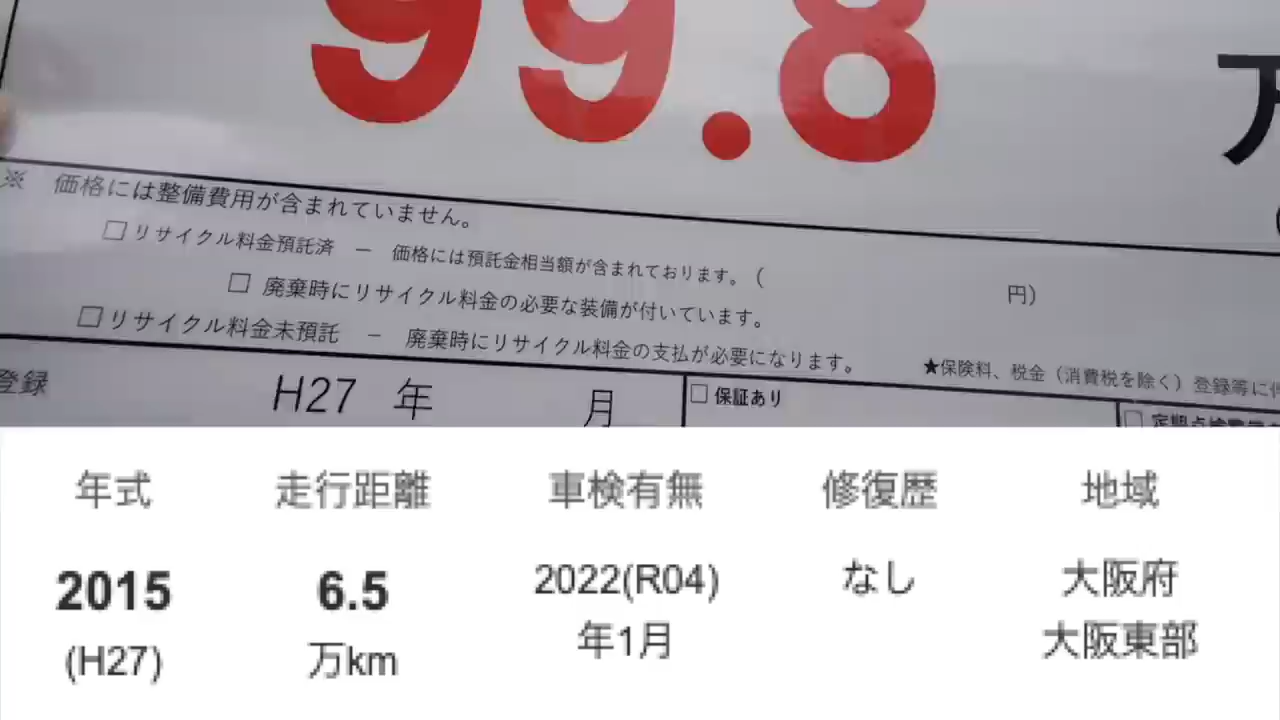 99.8
万
※ 価格には整備費用が含まれていません。
□ リサイクル料金預託済 － 価格には預託金相当額が含まれております。( 円)
□ 廃棄時にリサイクル料金の必要な装備が付いています。
□ リサイクル料金未預託 － 廃棄時にリサイクル料金の支払が必要になります。
★保険料、税金（消費税を除く）登録等に
登録 H27 年 月 □ 保証あり
年式 走行距離 車検有無 修復歴 地域
2015 6.5 2022(R04) なし 大阪府
(H27) 万km 年1月 大阪東部